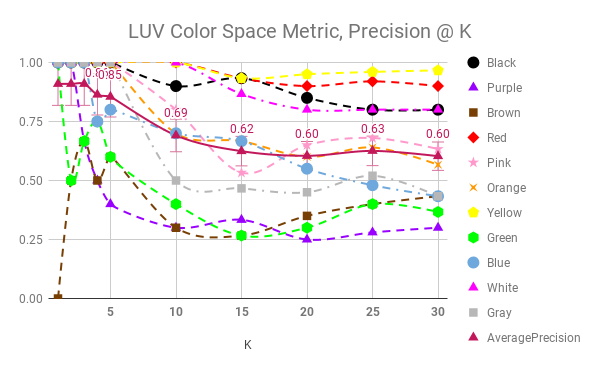 LUV Color Space Metric, Precision @ K
1.00
0.75
0.50
0.25
0.00
0.85
0.69
0.62
0.60
0.63
0.60
5
10
15
20
25
30
K
Black
Purple
Brown
Red
Pink
Orange
Yellow
Green
Blue
White
Gray
AveragePrecision